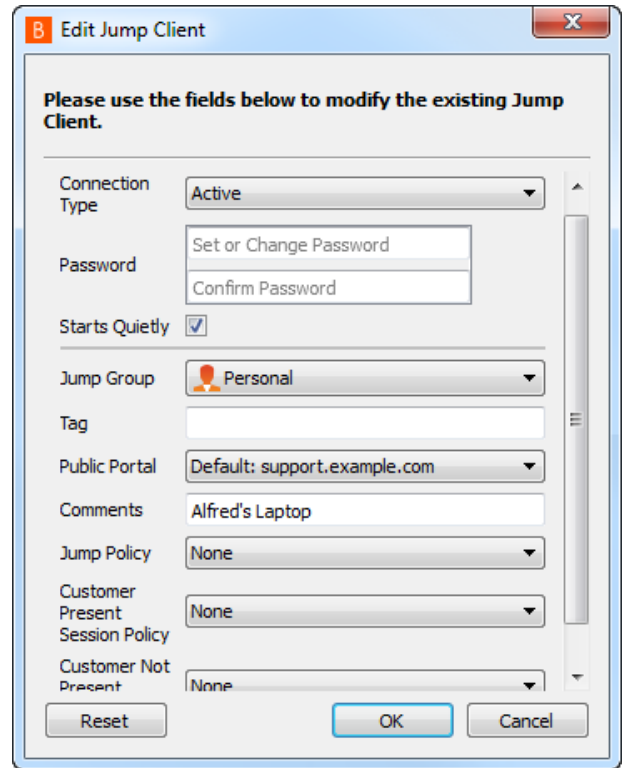 B Edit Jump Client
Please use the fields below to modify the existing Jump
Client.
Connection
Type
Active
Password
Set or Change Password
Confirm Password
Starts Quietly
Jump Group
Personal
Tag
Public Portal
Default: support.example.com
Comments
Alfred's Laptop
Jump Policy
None
Customer
Present
Session Policy
None
Customer Not
Present
None
Reset
OK
Cancel